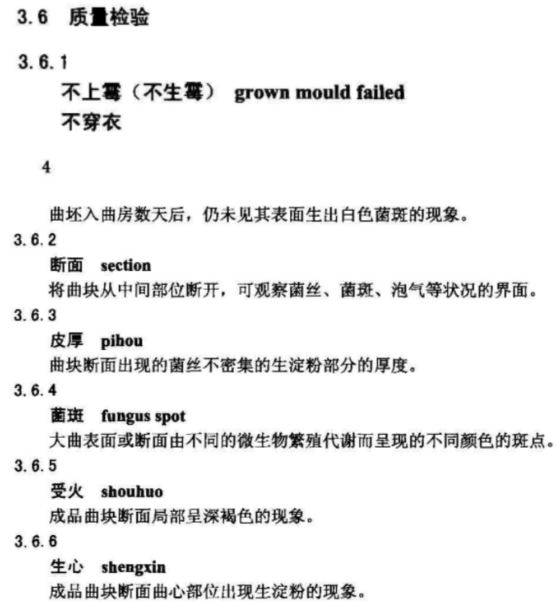 3.6 质量检验
3.6.1
不上霉（不生霉） grown mould failed
不穿衣
4
曲坯入曲房数天后，仍未见其表面生出白色菌斑的现象。
3.6.2
断面 section
将曲块从中间部位断开，可观察菌丝、菌斑、泡气等状况的界面。
3.6.3
皮厚 pihou
曲块断面出现的菌丝不密集的生淀粉部分的厚度。
3.6.4
菌斑 fungus spot
大曲表面或断面由不同的微生物繁殖代谢而呈现的不同颜色的斑点。
3.6.5
受火 shouhuo
成品曲块断面局部呈深褐色的现象。
3.6.6
生心 shengxin
成品曲块断面曲心部位出现生淀粉的现象。